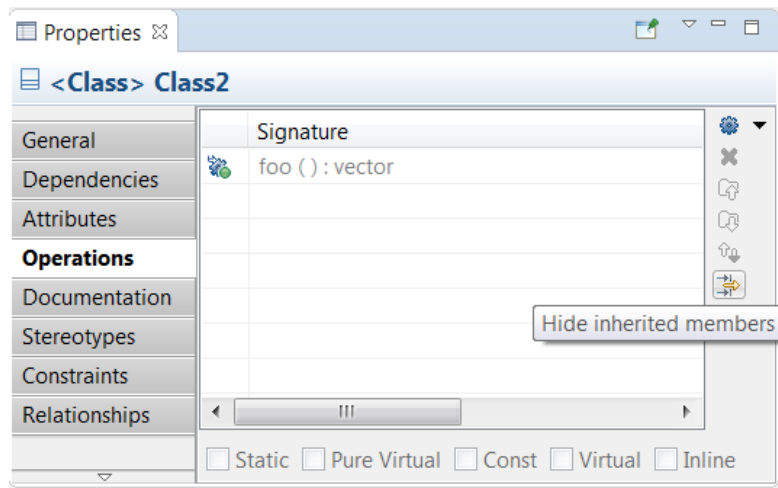 Properties
<Class> Class2
General
Dependencies
Attributes
Operations
Documentation
Stereotypes
Constraints
Relationships
Signature
foo ( ) : vector
Hide inherited members
Static Pure Virtual Const Virtual Inline